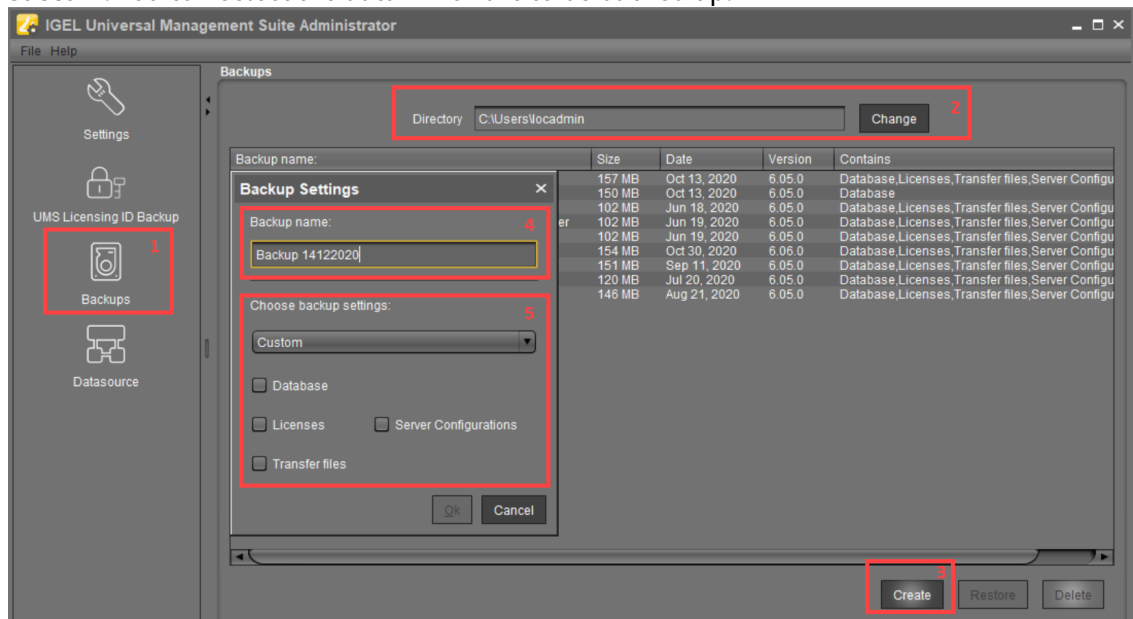 IGEL Universal Management Suite Administrator
File Help
Backups
Settings
UMS Licensing ID Backup
1
Backups
Datasource
Directory C:\Users\locadmin Change 2
Backup name: Size Date Version Contains
157 MB Oct 13, 2020 6.05.0 Database,Licenses,Transfer files,Server Configu
150 MB Oct 13, 2020 6.05.0 Database
102 MB Jun 18, 2020 6.05.0 Database,Licenses,Transfer files,Server Configu
er 102 MB Jun 19, 2020 6.05.0 Database,Licenses,Transfer files,Server Configu
102 MB Jun 19, 2020 6.05.0 Database,Licenses,Transfer files,Server Configu
154 MB Oct 30, 2020 6.06.0 Database,Licenses,Transfer files,Server Configu
151 MB Sep 11, 2020 6.05.0 Database,Licenses,Transfer files,Server Configu
120 MB Jul 20, 2020 6.05.0 Database,Licenses,Transfer files,Server Configu
146 MB Aug 21, 2020 6.05.0 Database,Licenses,Transfer files,Server Configu
Backup Settings
Backup name: 4
Backup 14122020
Choose backup settings: 5
Custom
Database
Licenses Server Configurations
Transfer files
Ok Cancel
3
Create Restore Delete